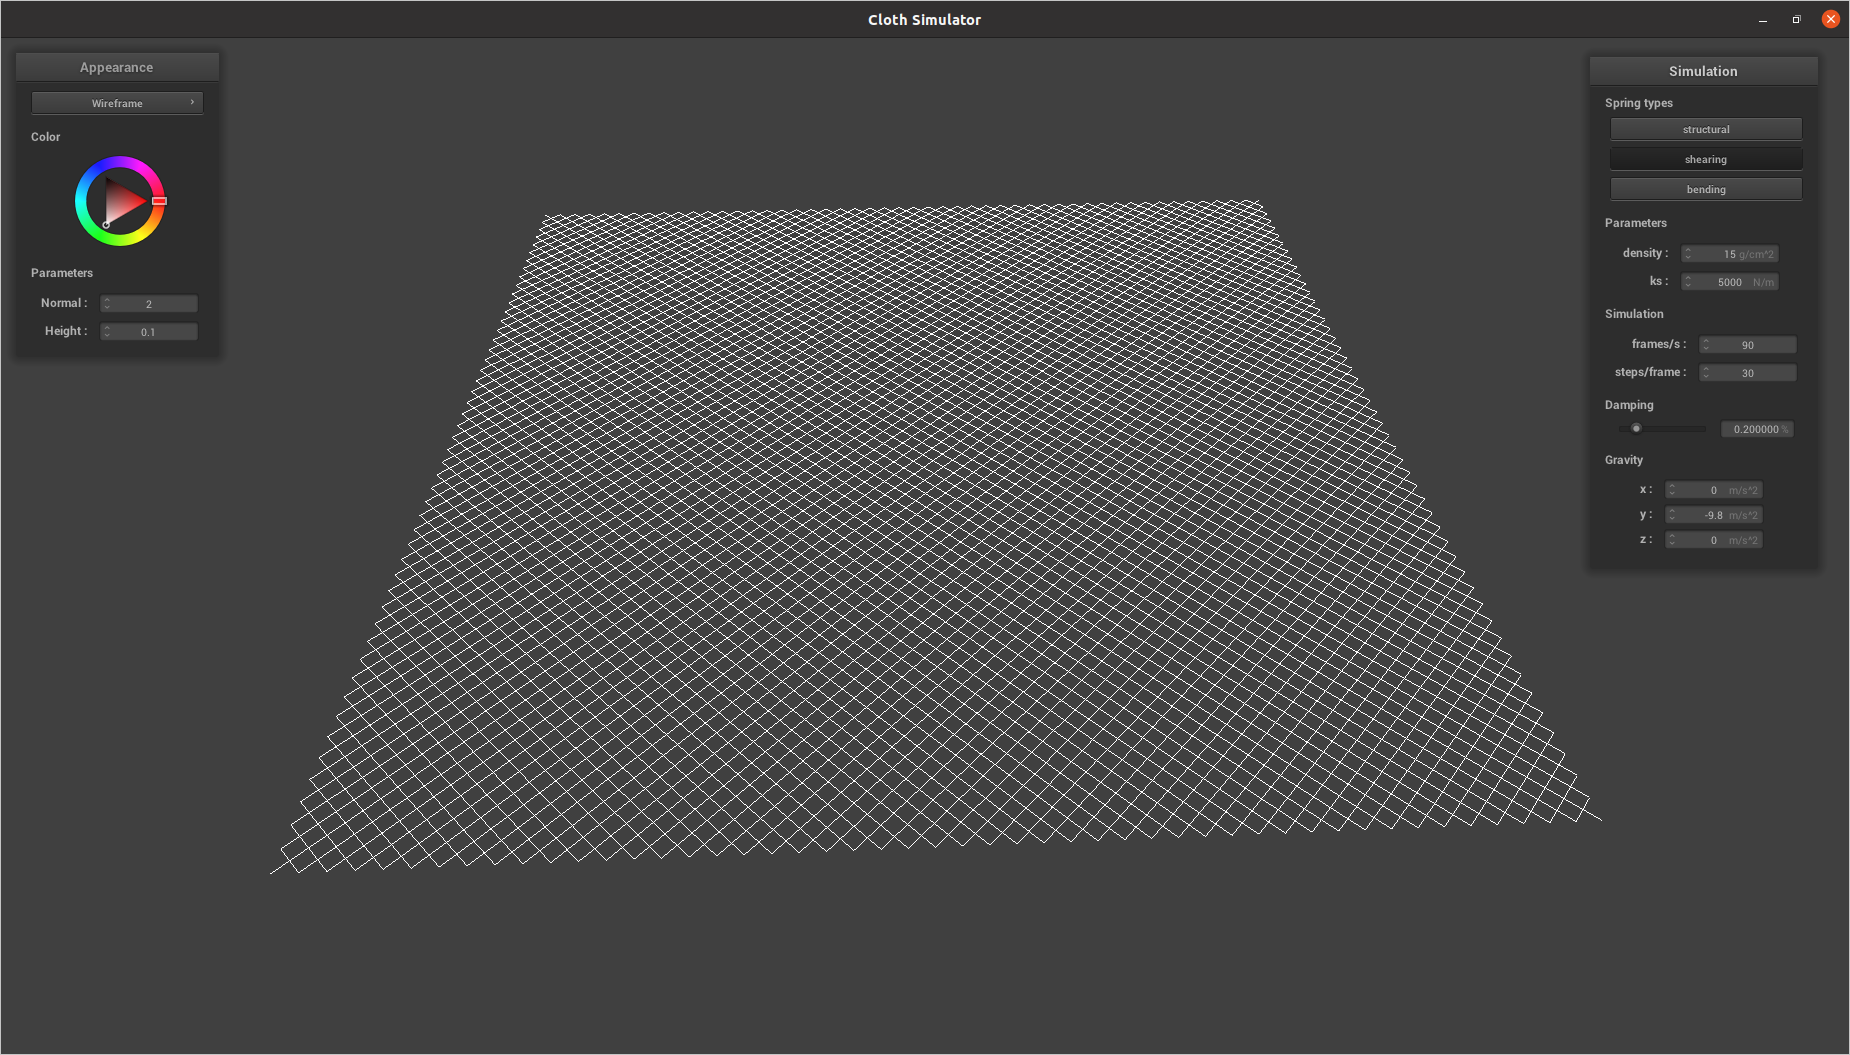 Cloth Simulator
Appearance
Wireframe
Color
Parameters
Normal : 2
Height : 0.1
Simulation
Spring types
structural
shearing
bending
Parameters
density : 15 g/cm^2
ks : 5000 N/m
Simulation
frames/s : 90
steps/frame : 30
Damping
0.200000 %
Gravity
x : 0 m/s^2
y : -9.8 m/s^2
z : 0 m/s^2